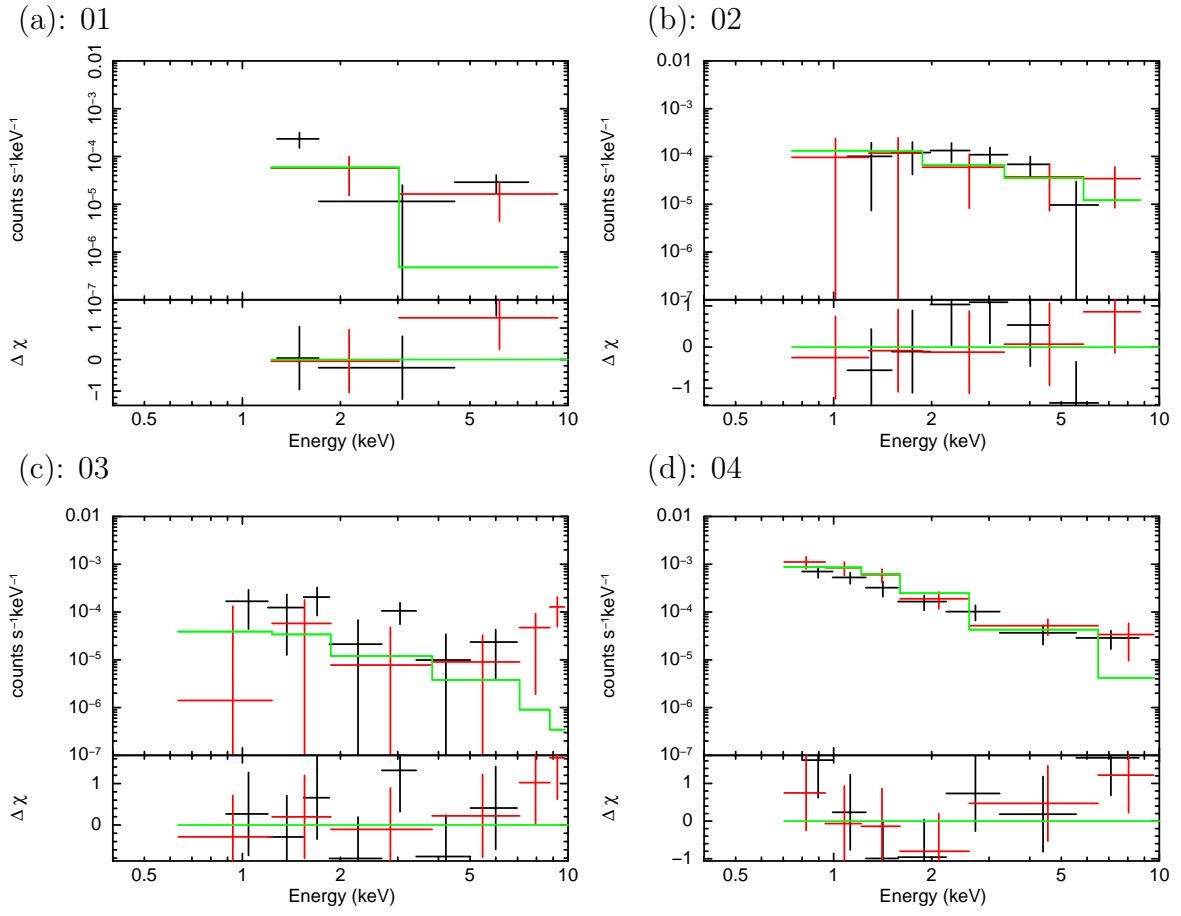 (a): 01
(b): 02
0.01
10⁻³
10⁻⁴
10⁻⁵
10⁻⁶
10⁻⁷
counts s⁻¹keV⁻¹
1
0
−1
Δ χ
0.5 1 2 5 10
Energy (keV)
0.01
10⁻³
10⁻⁴
10⁻⁵
10⁻⁶
10⁻⁷
counts s⁻¹keV⁻¹
1
0
−1
Δ χ
0.5 1 2 5 10
Energy (keV)
(c): 03
(d): 04
0.01
10⁻³
10⁻⁴
10⁻⁵
10⁻⁶
10⁻⁷
counts s⁻¹keV⁻¹
1
0
Δ χ
0.5 1 2 5 10
Energy (keV)
0.01
10⁻³
10⁻⁴
10⁻⁵
10⁻⁶
10⁻⁷
counts s⁻¹keV⁻¹
1
0
−1
Δ χ
0.5 1 2 5 10
Energy (keV)